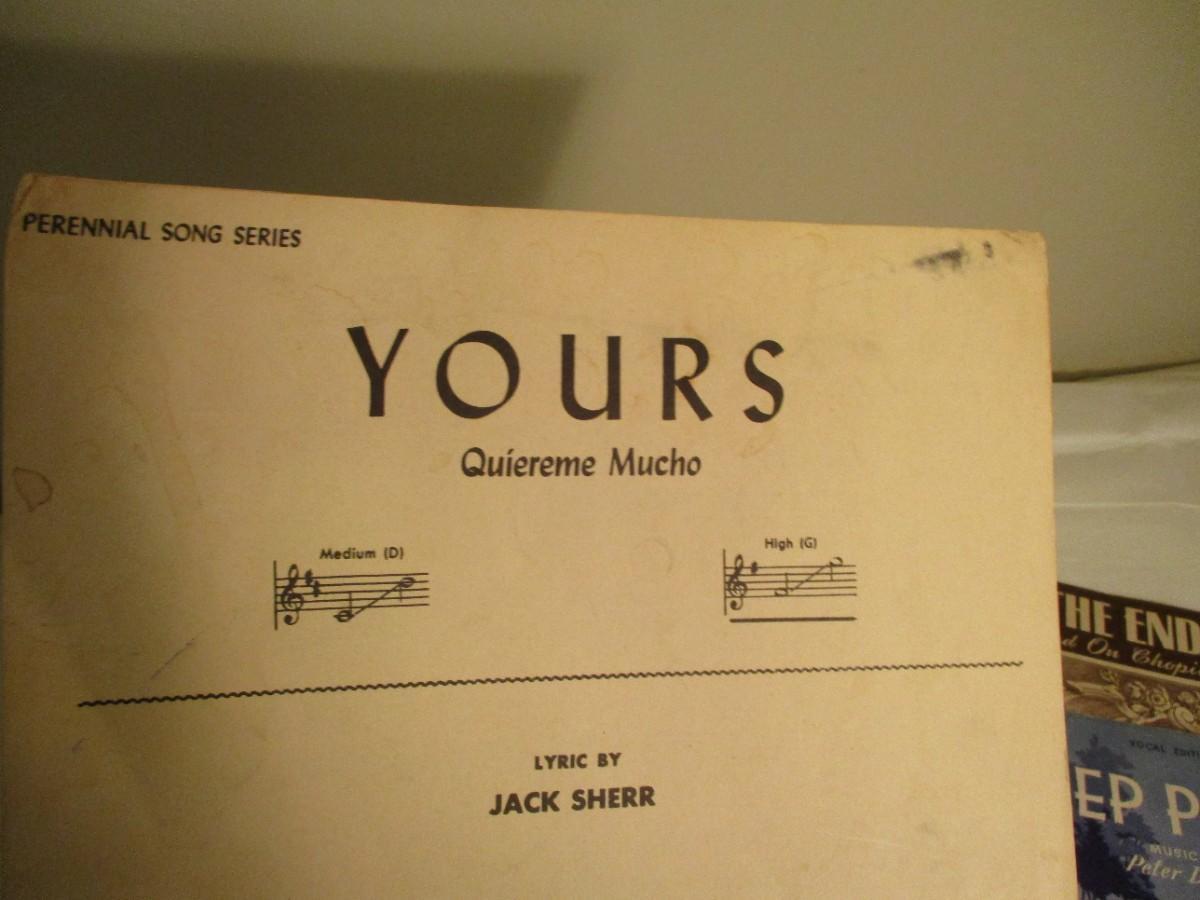 PERENNIAL SONG SERIES
YOURS
Quiereme Mucho
Medium (D)
High (G)
LYRIC BY
JACK SHERR
THE END
On Chopi
VOCAL EDITI
EP P
MUSIC
Peter D